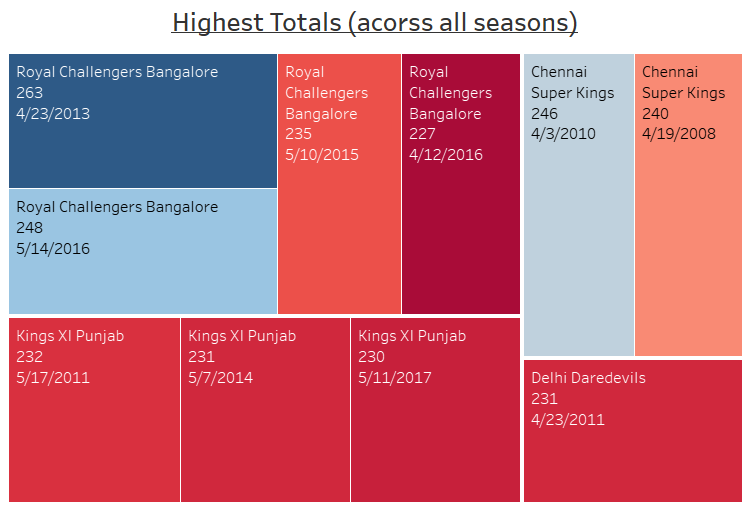 Highest Totals (acorss all seasons)
Royal Challengers Bangalore
263
4/23/2013
Royal
Challengers
Bangalore
235
5/10/2015
Royal
Challengers
Bangalore
227
4/12/2016
Chennai
Super Kings
246
4/3/2010
Chennai
Super Kings
240
4/19/2008
Royal Challengers Bangalore
248
5/14/2016
Kings XI Punjab
232
5/17/2011
Kings XI Punjab
231
5/7/2014
Kings XI Punjab
230
5/11/2017
Delhi Daredevils
231
4/23/2011